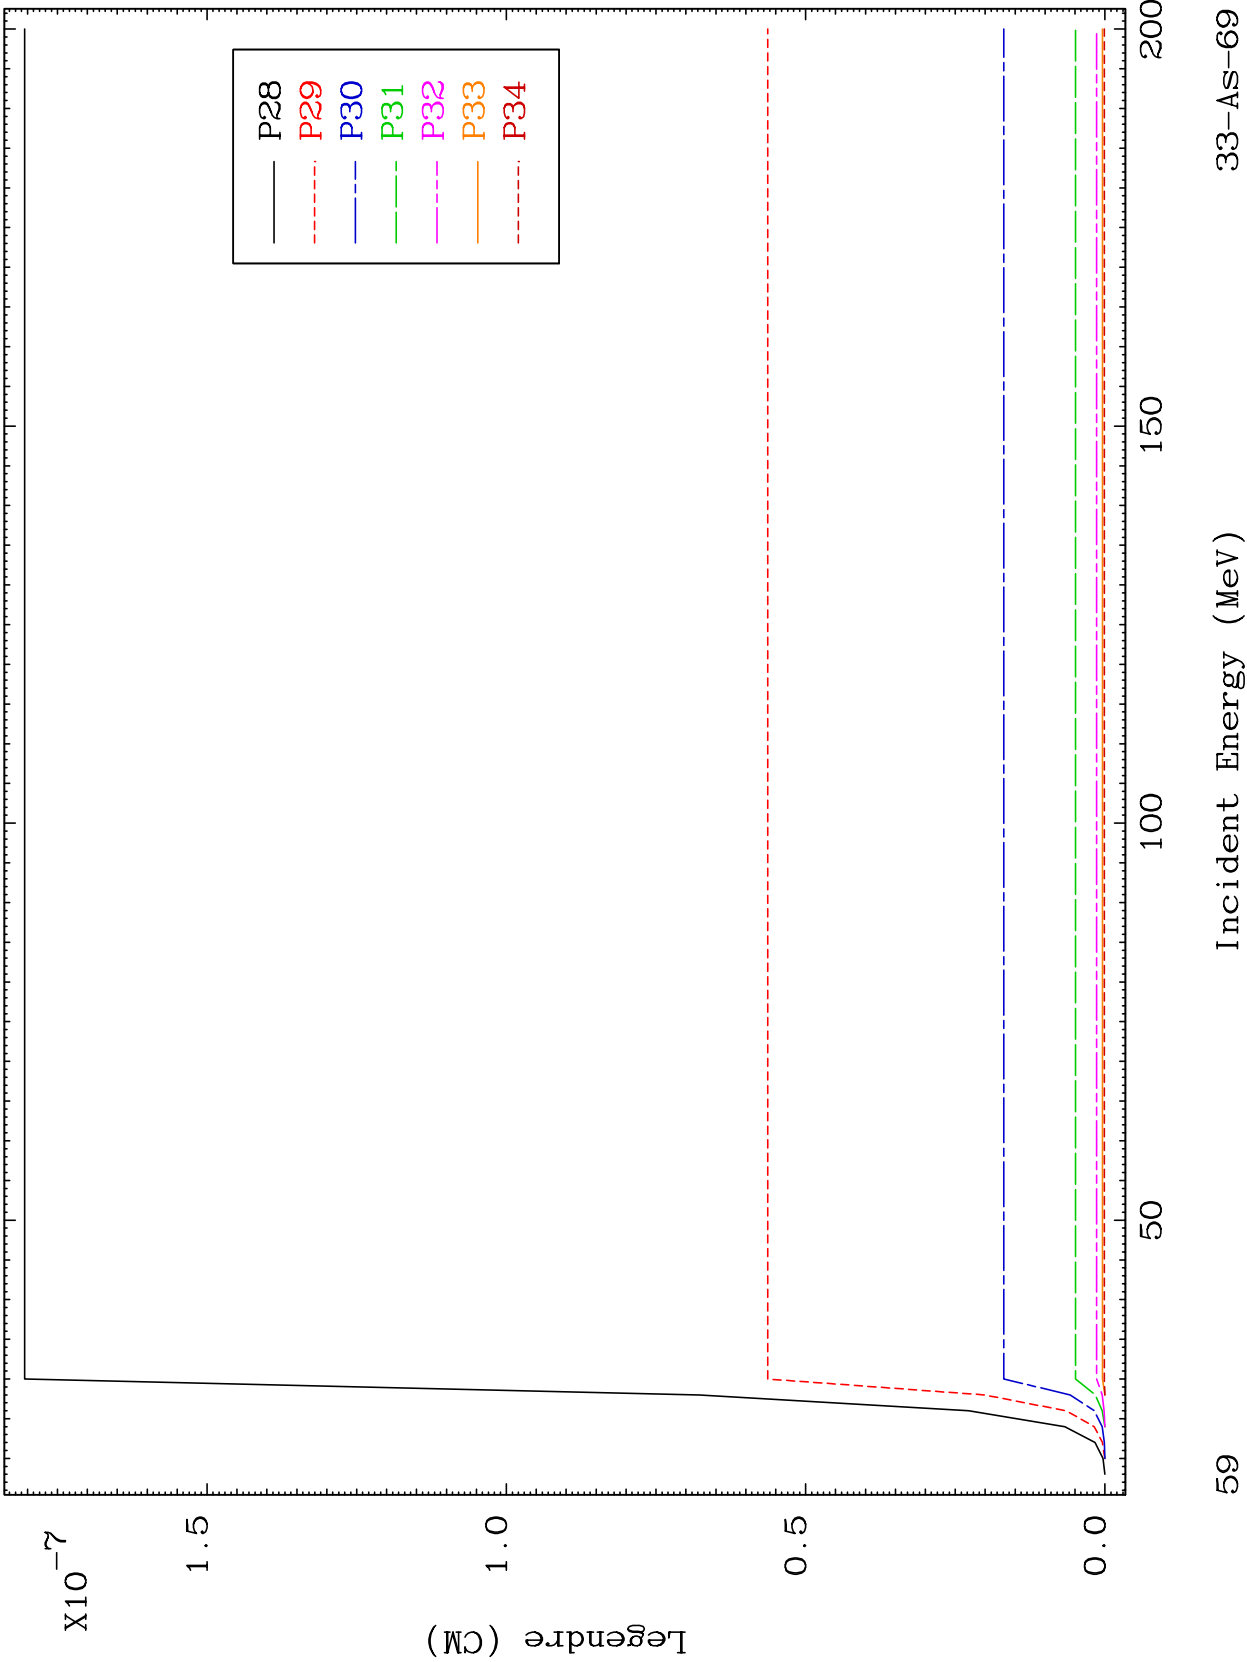 X10-7
Legendre (CM)
1.5
1.0
0.5
0.0
P28
P29
P30
P31
P32
P33
P34
50
100
150
200
Incident Energy (MeV)
59
33-As-69